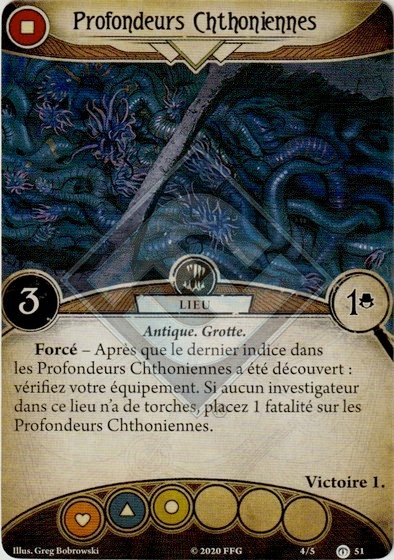 Profondeurs Chthoniennes
3
LIEU
1
Antique. Grotte.
Forcé – Après que le dernier indice dans
les Profondeurs Chthoniennes a été découvert :
vérifiez votre équipement. Si aucun investigateur
dans ce lieu n'a de torches, placez 1 fatalité sur les
Profondeurs Chthoniennes.
Victoire 1.
Illus. Greg Bobrowski © 2020 FFG 4/5 51